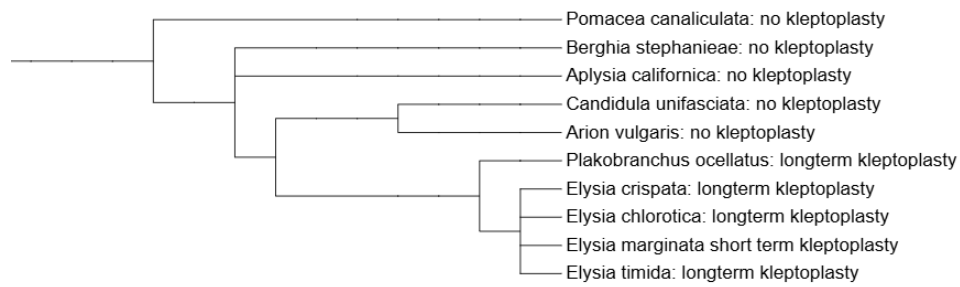 Pomacea canaliculata: no kleptoplasty
Berghia stephanieae: no kleptoplasty
Aplysia californica: no kleptoplasty
Candidula unifasciata: no kleptoplasty
Arion vulgaris: no kleptoplasty
Plakobranchus ocellatus: longterm kleptoplasty
Elysia crispata: longterm kleptoplasty
Elysia chlorotica: longterm kleptoplasty
Elysia marginata short term kleptoplasty
Elysia timida: longterm kleptoplasty